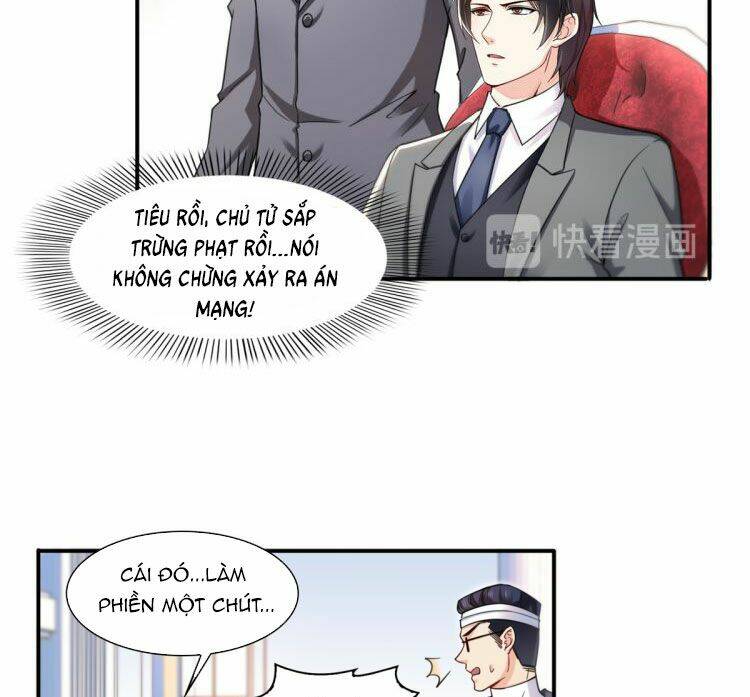 TIÊU RỒI, CHỦ TỬ SẮP
TRỪNG PHẠT RỒI...NÓI
KHÔNG CHỪNG XẢY RA ÁN
MẠNG!
快看漫画
CÁI ĐÓ...LÀM
PHIỀN MỘT CHÚT...